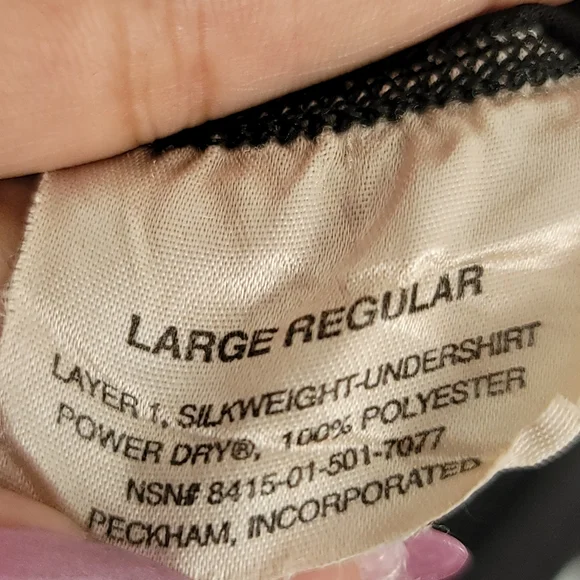 LARGE REGULAR
LAYER 1, SILKWEIGHT-UNDERSHIRT
POWER DRY®, 100% POLYESTER
NSN# 8415-01-501-7077
PECKHAM, INCORPORATED